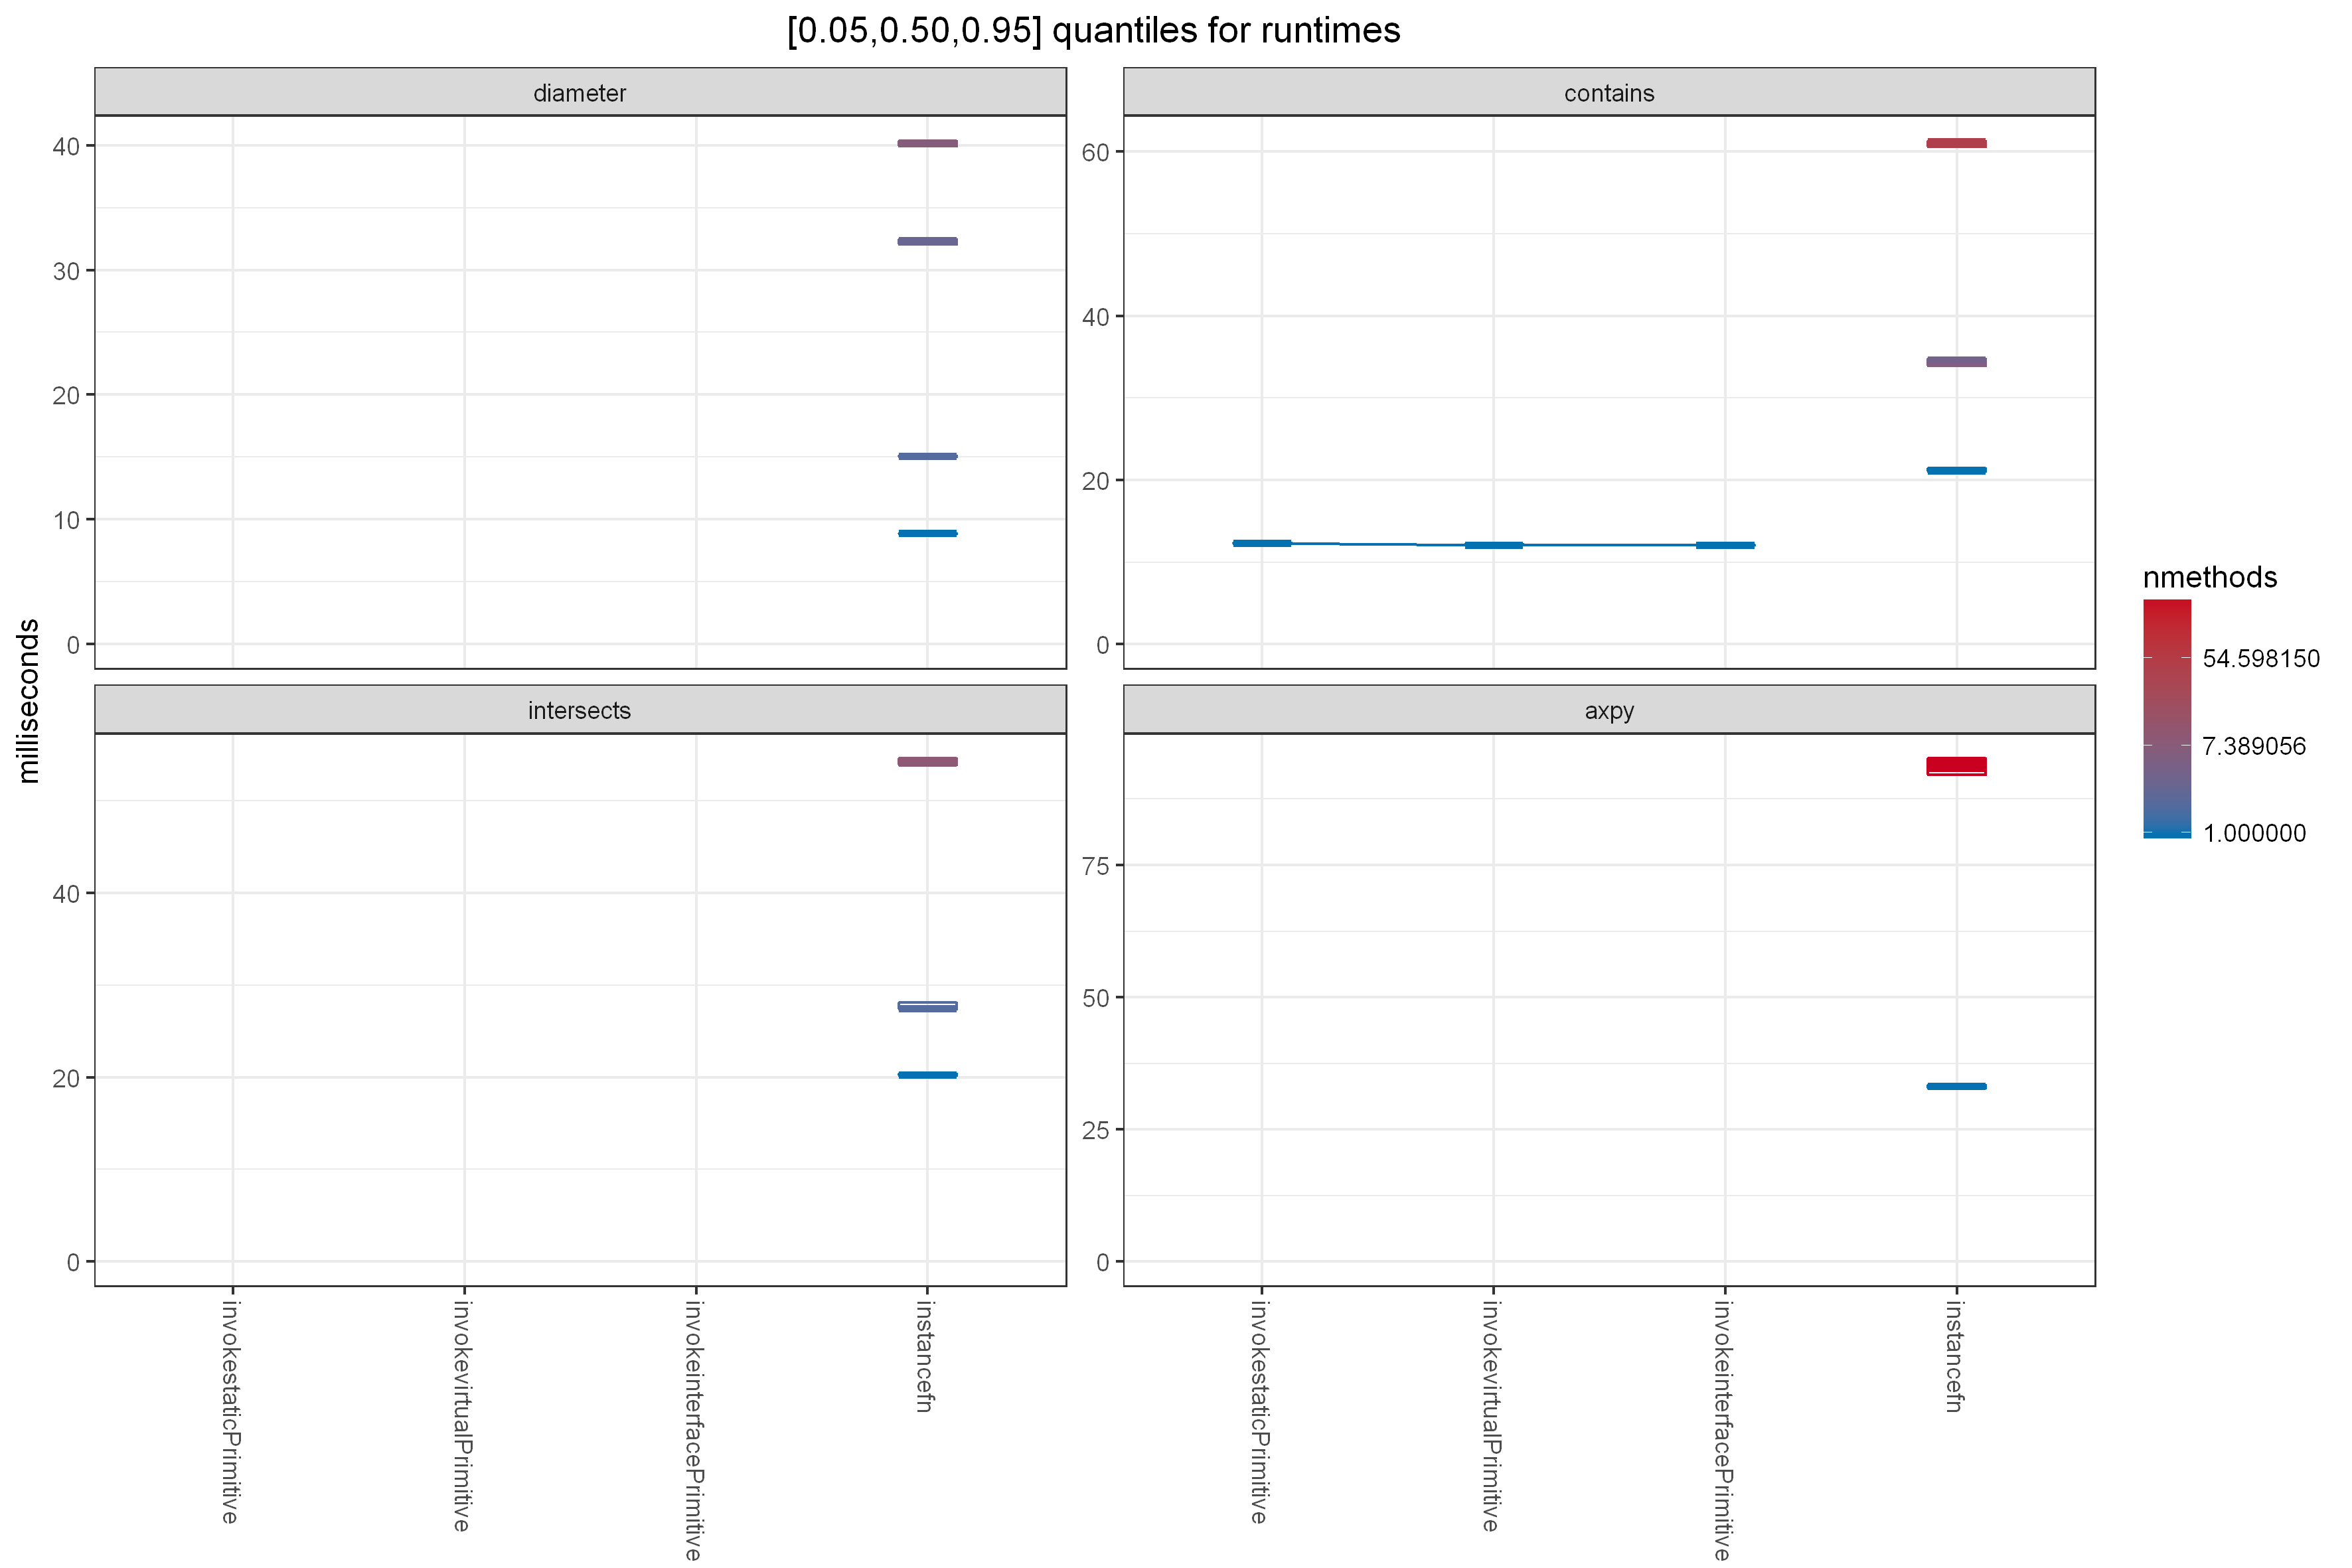 [0.05,0.50,0.95] quantiles for runtimes
diameter
contains
40
30
20
10
0
60
40
20
0
milliseconds
intersects
axpy
40
20
0
75
50
25
0
invokestaticPrimitive
invokevirtualPrimitive
invokeinterfacePrimitive
instancefn
invokestaticPrimitive
invokevirtualPrimitive
invokeinterfacePrimitive
instancefn
nmethods
54.598150
7.389056
1.000000